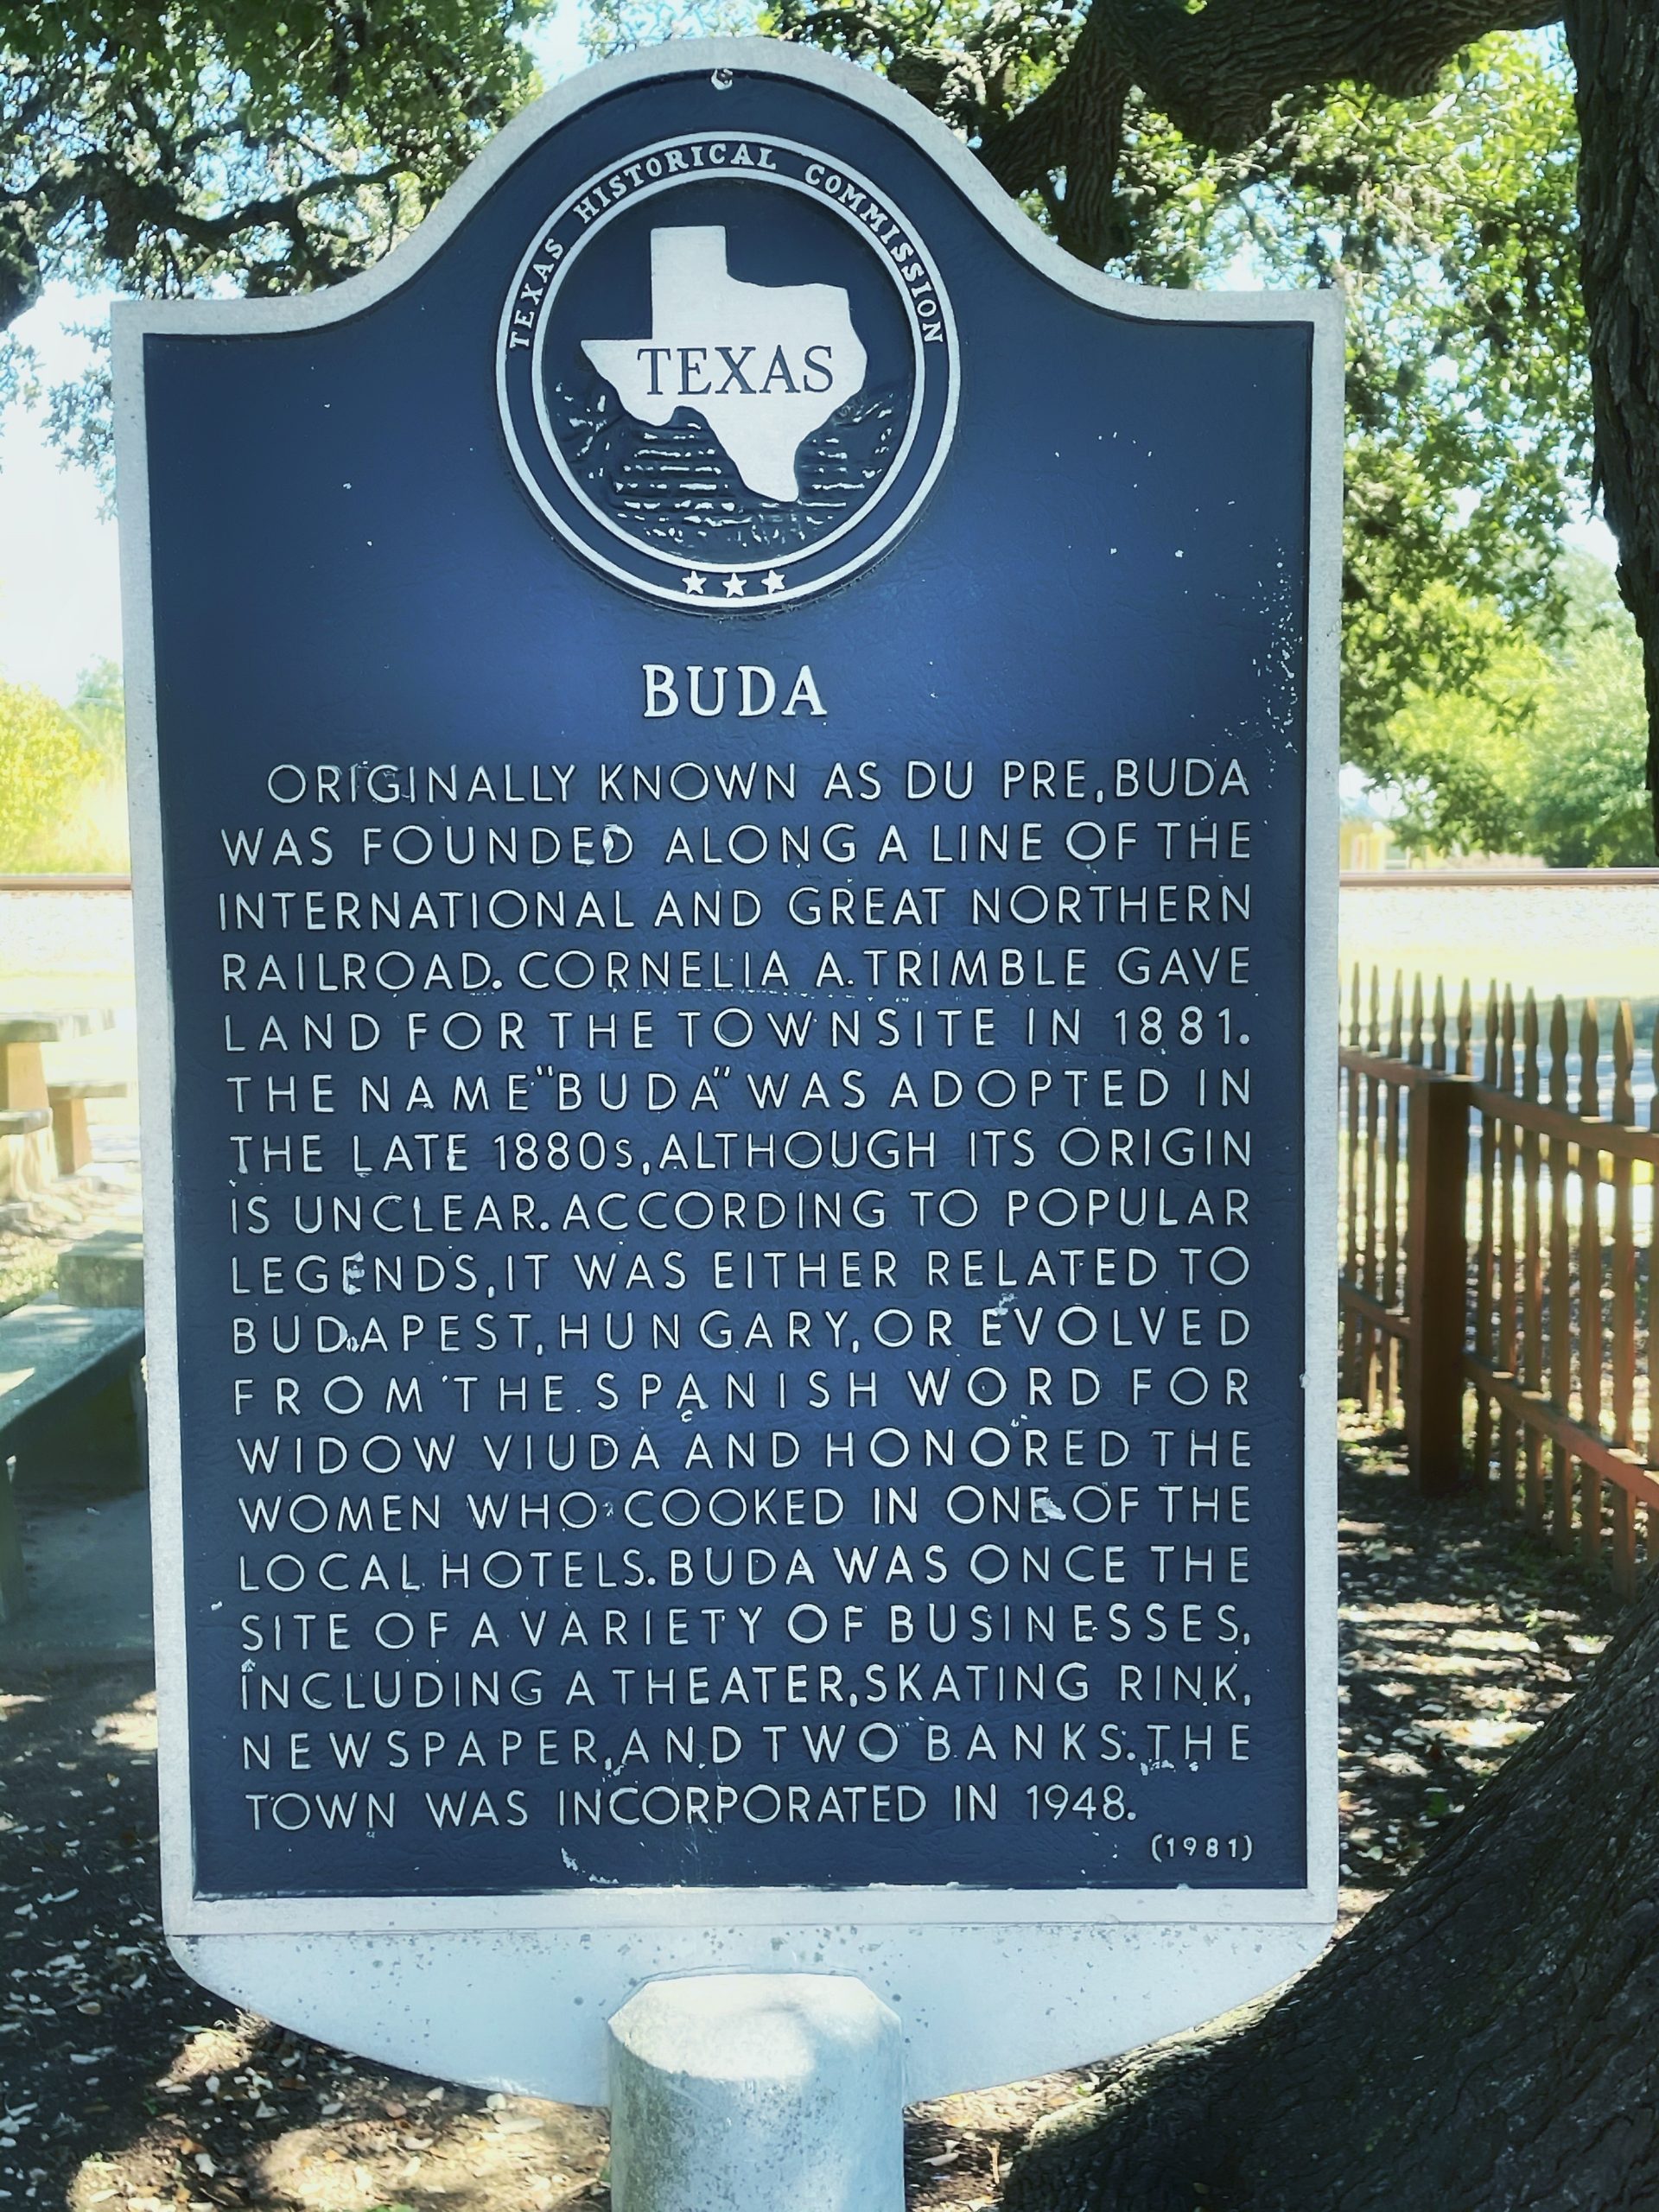 TEXAS HISTORICAL COMMISSION
TEXAS
BUDA
ORIGINALLY KNOWN AS DU PRE, BUDA
WAS FOUNDED ALONG A LINE OF THE
INTERNATIONAL AND GREAT NORTHERN
RAILROAD. CORNELIA A. TRIMBLE GAVE
LAND FOR THE TOWNSITE IN 1881.
THE NAME "BUDA" WAS ADOPTED IN
THE LATE 1880s, ALTHOUGH ITS ORIGIN
IS UNCLEAR. ACCORDING TO POPULAR
LEGENDS, IT WAS EITHER RELATED TO
BUDAPEST, HUNGARY, OR EVOLVED
FROM THE SPANISH WORD FOR
WIDOW VIUDA AND HONORED THE
WOMEN WHO COOKED IN ONE OF THE
LOCAL HOTELS. BUDA WAS ONCE THE
SITE OF A VARIETY OF BUSINESSES,
INCLUDING A THEATER, SKATING RINK,
NEWSPAPER, AND TWO BANKS. THE
TOWN WAS INCORPORATED IN 1948.
(1981)